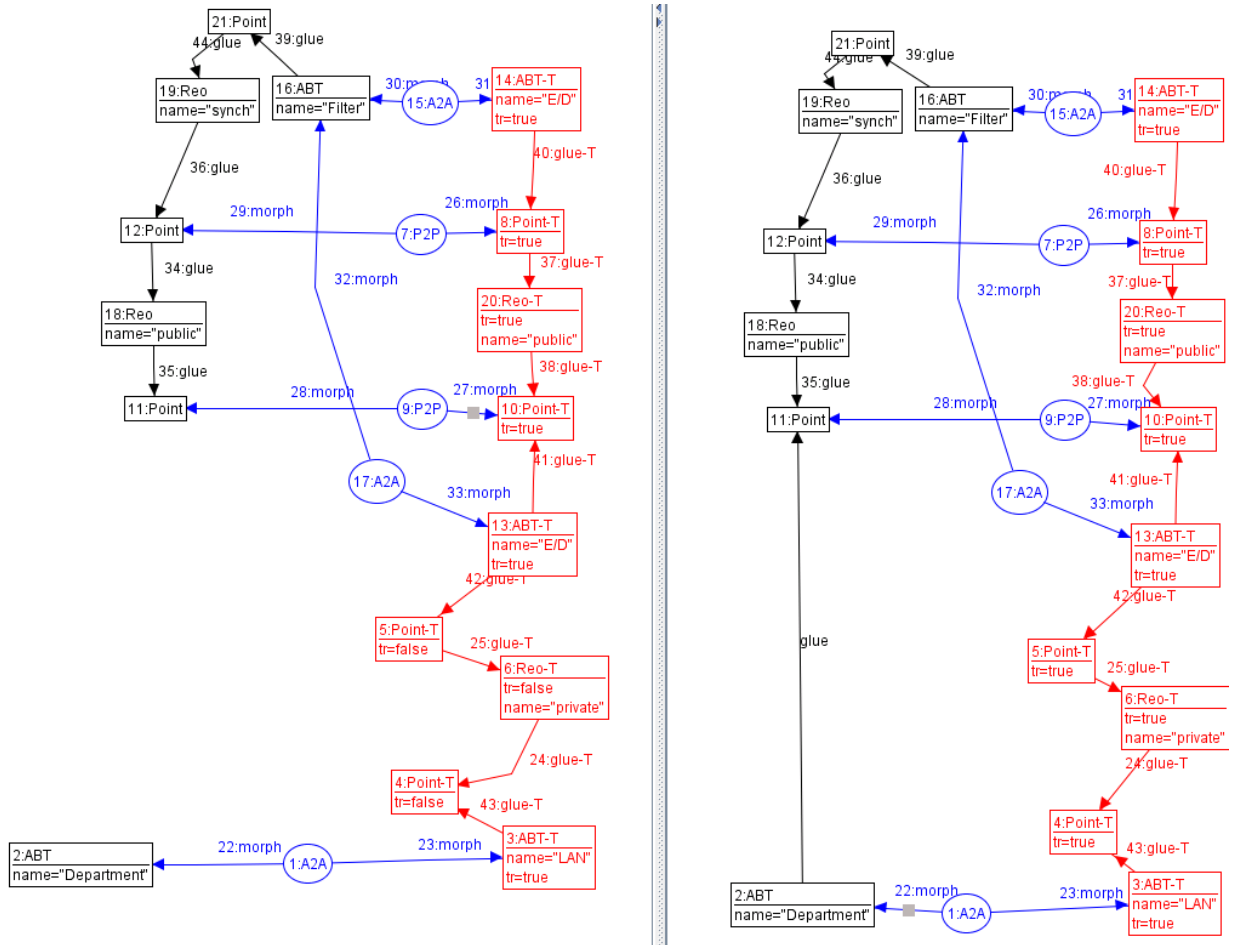 21:Point
44:glue
39:glue
19:Reo
name="synch"
16:ABT
name="Filter"
30:morph
15:A2A
31
14:ABT-T
name="E/D"
tr=true
36:glue
40:glue-T
29:morph
26:morph
12:Point
7:P2P
8:Point-T
tr=true
34:glue
32:morph
37:glue-T
18:Reo
name="public"
20:Reo-T
tr=true
name="public"
35:glue
38:glue-T
28:morph
27:morph
11:Point
9:P2P
10:Point-T
tr=true
41:glue-T
17:A2A
33:morph
13:ABT-T
name="E/D"
tr=true
42:glue-T
5:Point-T
tr=false
25:glue-T
6:Reo-T
tr=false
name="private"
24:glue-T
4:Point-T
tr=false
43:glue-T
22:morph
23:morph
2:ABT
name="Department"
1:A2A
3:ABT-T
name="LAN"
tr=true
21:Point
44:glue
39:glue
19:Reo
name="synch"
16:ABT
name="Filter"
30:morph
15:A2A
31
14:ABT-T
name="E/D"
tr=true
36:glue
40:glue-T
29:morph
26:morph
12:Point
7:P2P
8:Point-T
tr=true
34:glue
32:morph
37:glue-T
18:Reo
name="public"
20:Reo-T
tr=true
name="public"
35:glue
38:glue-T
28:morph
27:morph
11:Point
9:P2P
10:Point-T
tr=true
41:glue-T
17:A2A
33:morph
13:ABT-T
name="E/D"
tr=true
42:glue-T
glue
5:Point-T
tr=true
25:glue-T
6:Reo-T
tr=true
name="private"
24:glue-T
4:Point-T
tr=true
43:glue-T
22:morph
23:morph
2:ABT
name="Department"
1:A2A
3:ABT-T
name="LAN"
tr=true